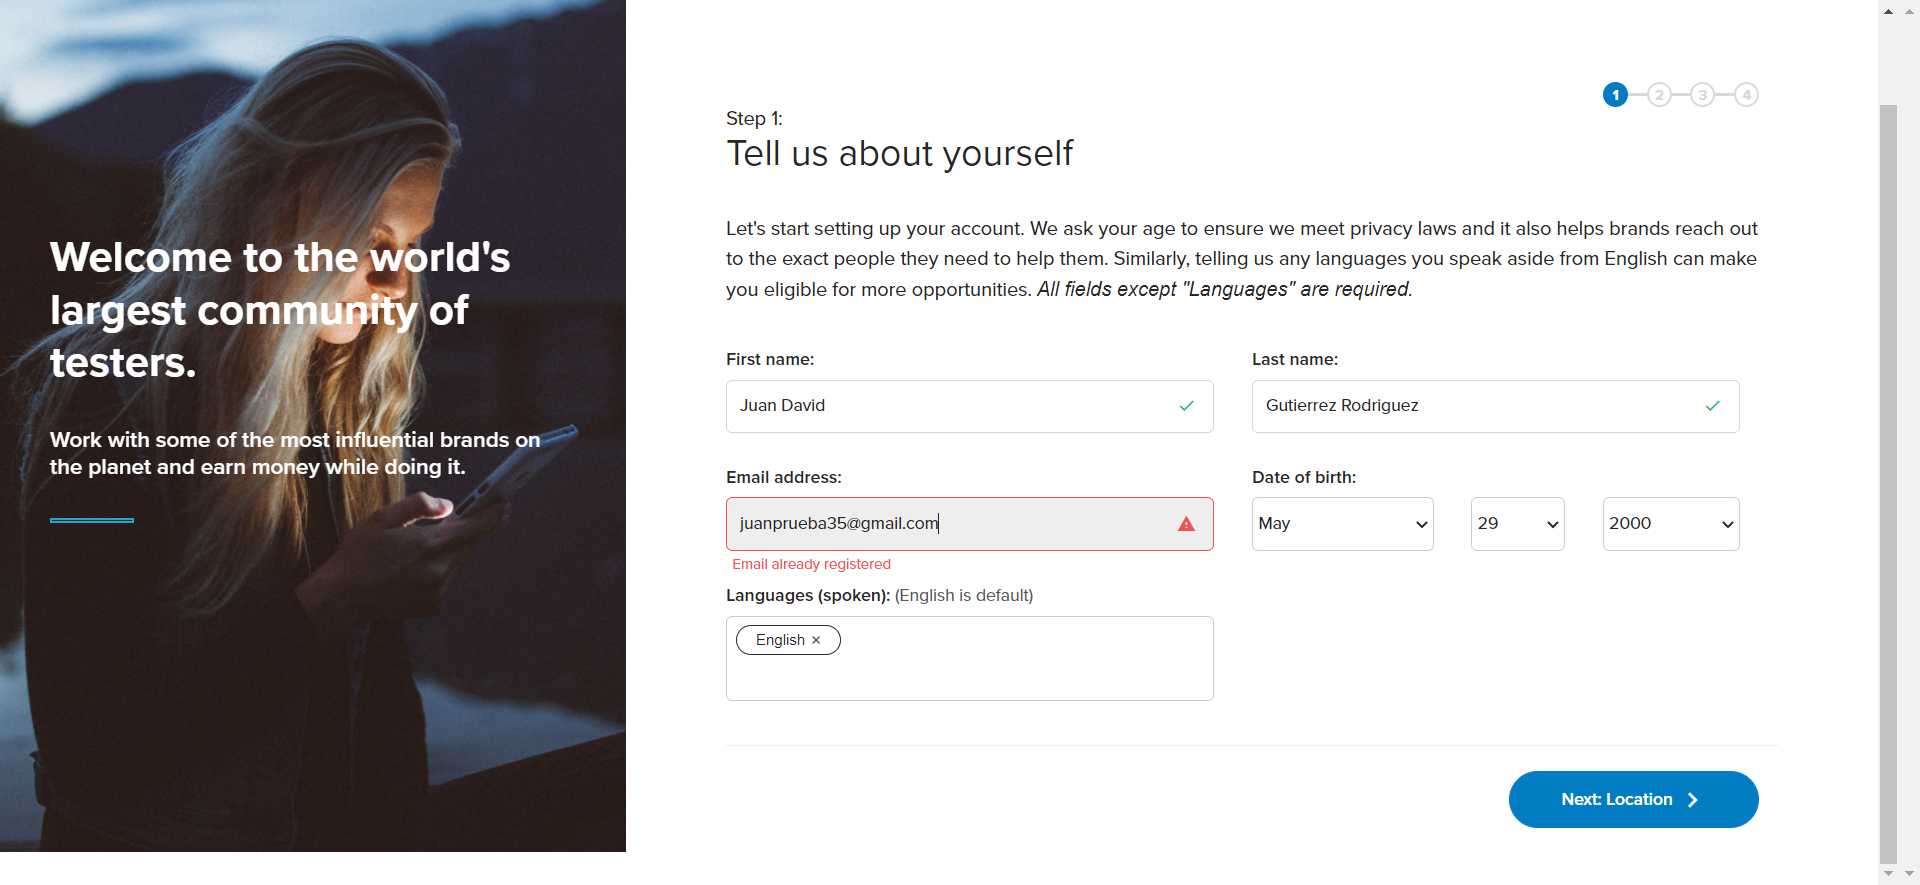 Welcome to the world's
largest community of
testers.
Work with some of the most influential brands on
the planet and earn money while doing it.
1 2 3 4
Step 1:
Tell us about yourself
Let's start setting up your account. We ask your age to ensure we meet privacy laws and it also helps brands reach out
to the exact people they need to help them. Similarly, telling us any languages you speak aside from English can make
you eligible for more opportunities. All fields except "Languages" are required.
First name:
Last name:
Juan David
Gutierrez Rodriguez
Email address:
Date of birth:
juanprueba35@gmail.com
May
29
2000
Email already registered
Languages (spoken): (English is default)
English ×
Next: Location